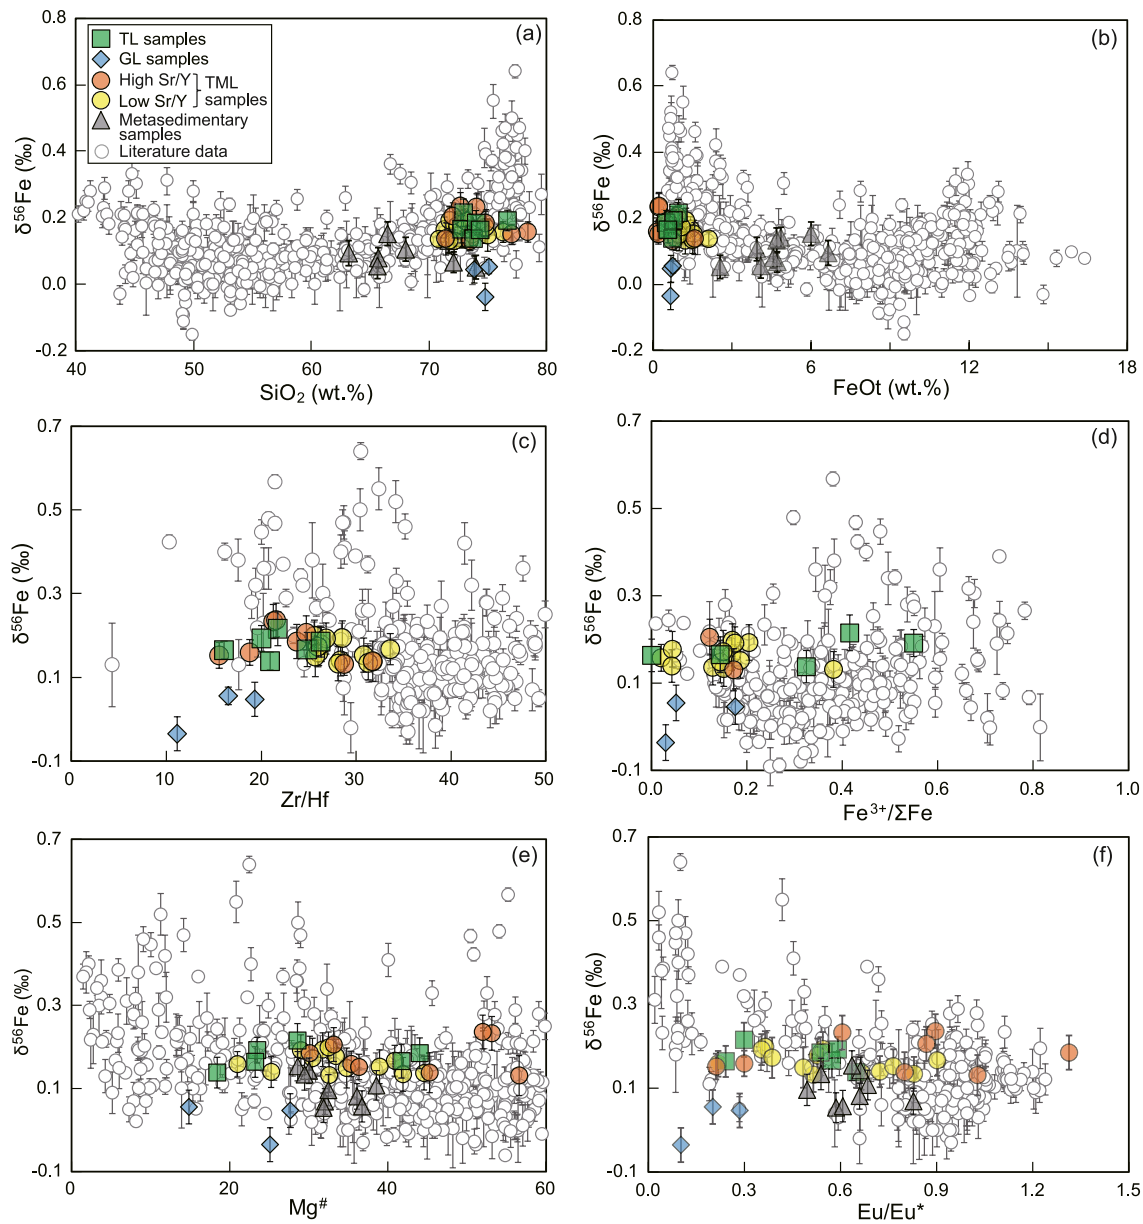 (a)
TL samples
GL samples
High Sr/Y
Low Sr/Y
TML
samples
Metasedimentary
samples
Literature data
δ⁵⁶Fe (‰)
0.8
0.6
0.4
0.2
0.0
-0.2
40 50 60 70 80
SiO₂ (wt.%)
(b)
δ⁵⁶Fe (‰)
0.8
0.6
0.4
0.2
0.0
-0.2
0 6 12 18
FeOt (wt.%)
(c)
δ⁵⁶Fe (‰)
0.7
0.5
0.3
0.1
-0.1
0 10 20 30 40 50
Zr/Hf
(d)
δ⁵⁶Fe (‰)
0.7
0.5
0.3
0.1
-0.1
0.0 0.2 0.4 0.6 0.8 1.0
Fe³⁺/ΣFe
(e)
δ⁵⁶Fe (‰)
0.7
0.5
0.3
0.1
-0.1
0 20 40 60
Mg#
(f)
δ⁵⁶Fe (‰)
0.7
0.5
0.3
0.1
-0.1
0.0 0.3 0.6 0.9 1.2 1.5
Eu/Eu*